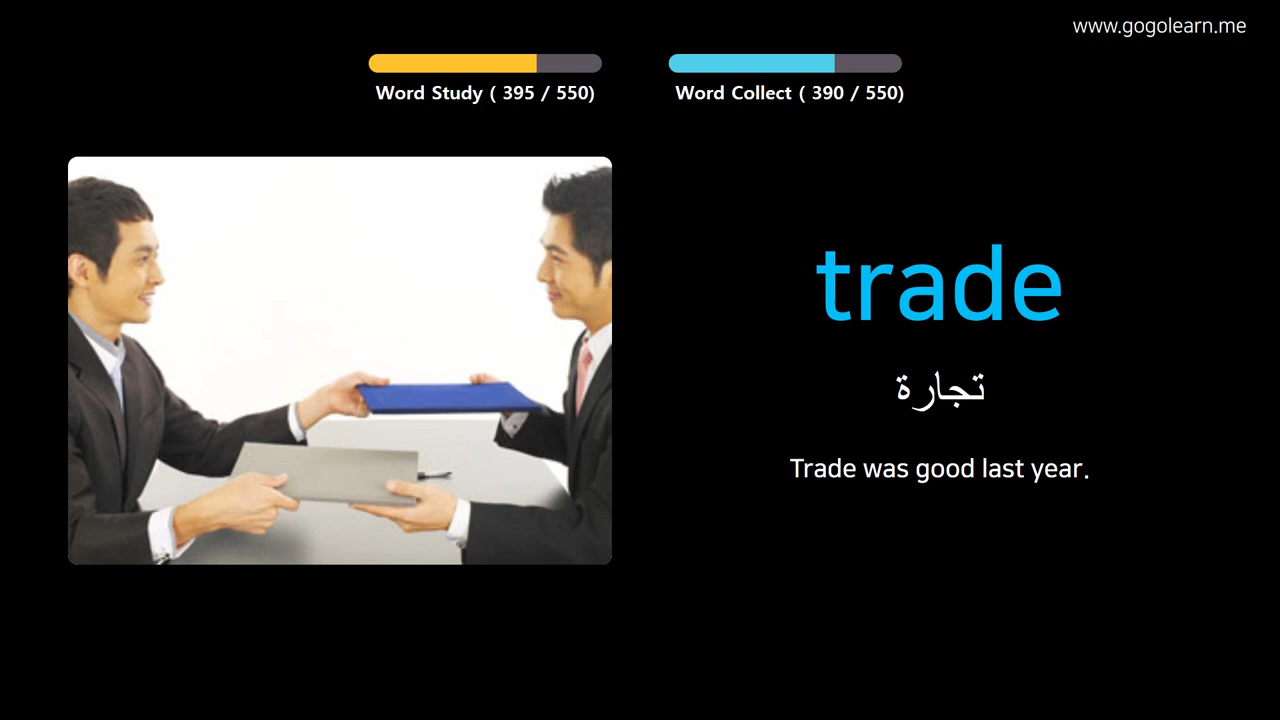 www.gogolearn.me
Word Study ( 395 / 550)
Word Collect ( 390 / 550)
trade
تجارة
Trade was good last year.